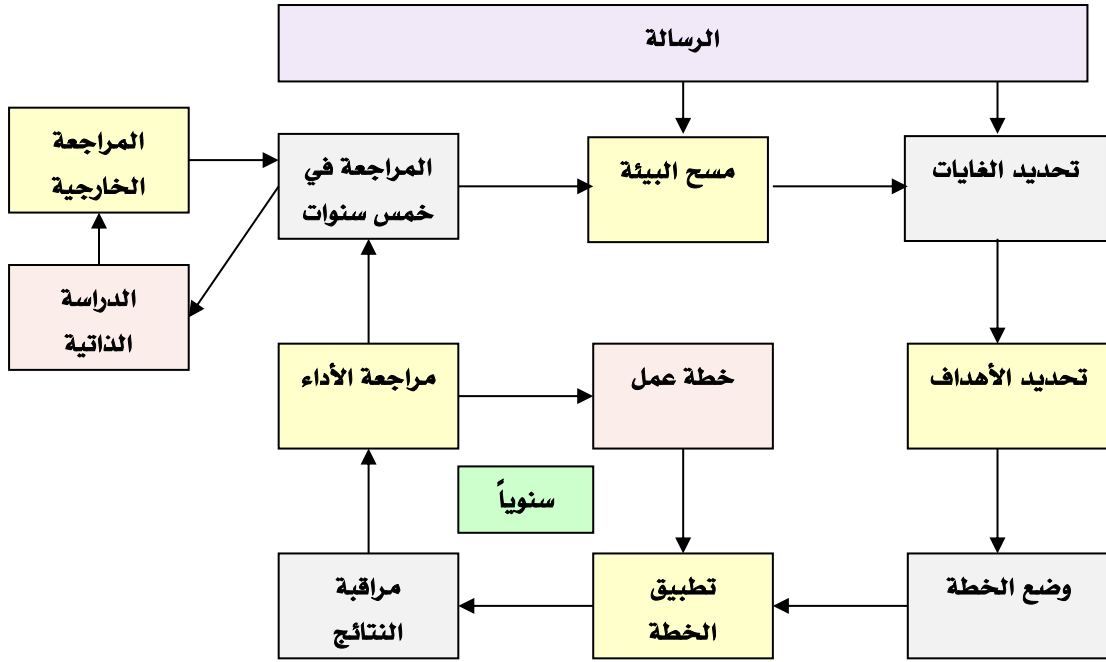 الرسالة
تحديد الغايات
مسح البيئة
المراجعة في
خمس سنوات
المراجعة
الخارجية
الدراسة
الذاتية
تحديد الأهداف
خطة عمل
مراجعة الأداء
سنوياً
وضع الخطة
تطبيق
الخطة
مراقبة
النتائج